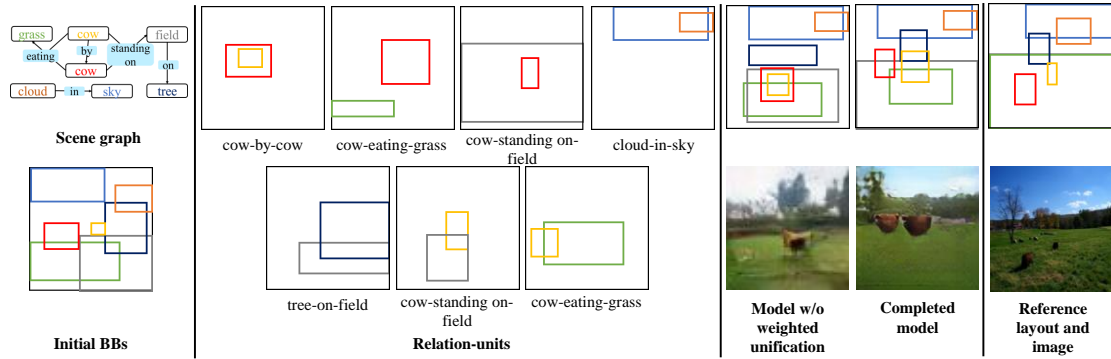 grass
cow
field
eating
by
standing
on
on
cow
cloud
in
sky
tree
Scene graph
Initial BBs
cow-by-cow
cow-eating-grass
cow-standing on-
field
cloud-in-sky
tree-on-field
cow-standing on-
field
cow-eating-grass
Relation-units
Model w/o
weighted
unification
Completed
model
Reference
layout and
image